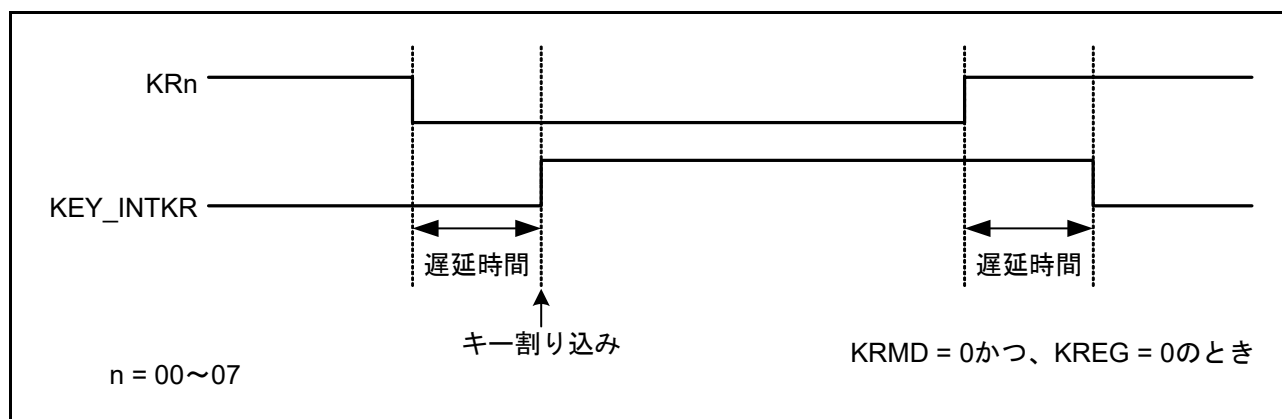 KRn
KEY_INTKR
遅延時間
遅延時間
キー割り込み
KRMD = 0かつ、KREG = 0のとき
n = 00～07